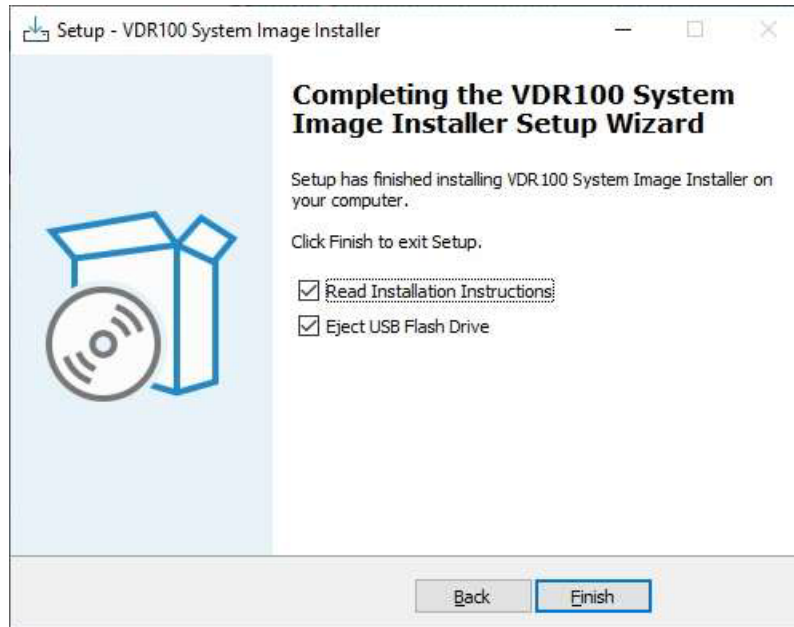 Setup - VDR100 System Image Installer
Completing the VDR100 System
Image Installer Setup Wizard
Setup has finished installing VDR100 System Image Installer on
your computer.
Click Finish to exit Setup.
Read Installation Instructions
Eject USB Flash Drive
Back
Finish